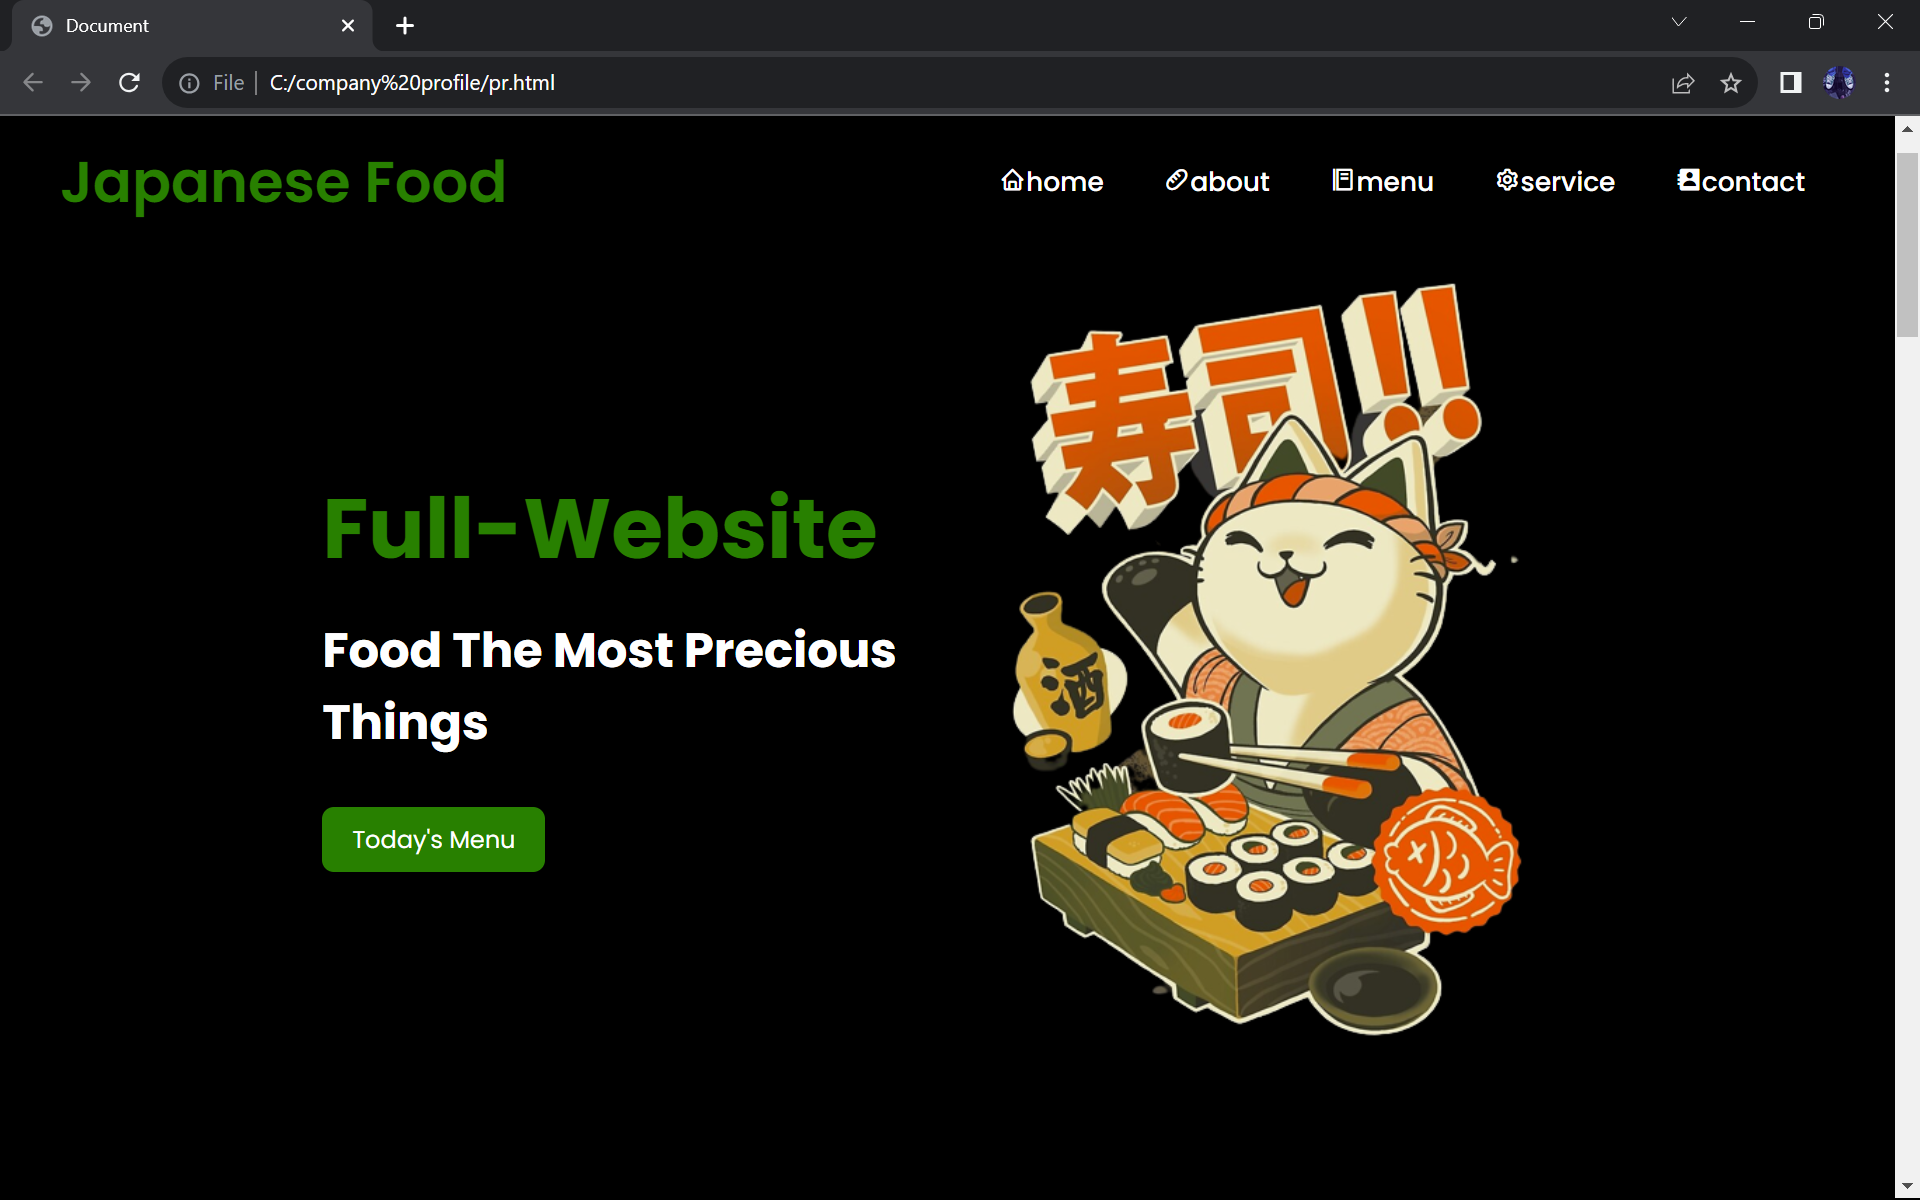 Document
File
C:/company%20profile/pr.html
Japanese Food
home
about
menu
service
contact
寿司!!
Full-Website
Food The Most Precious
Things
酒
Today's Menu